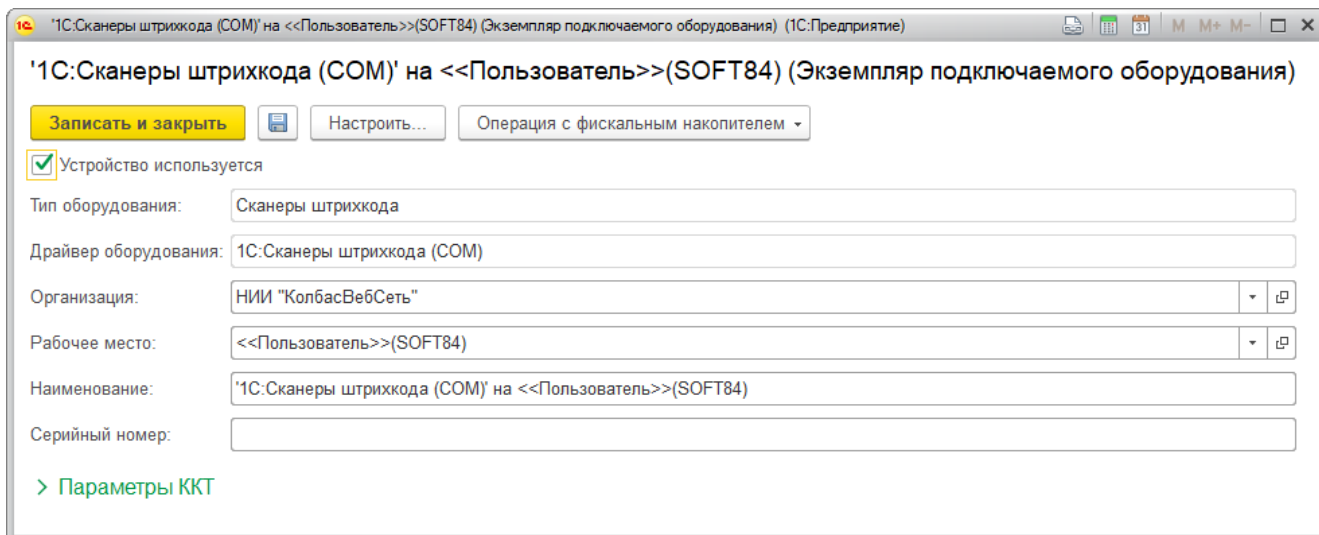 1С '1С:Сканеры штрихкода (COM)' на <<Пользователь>>(SOFT84) (Экземпляр подключаемого оборудования) (1С:Предприятие) 31 M M+ M-
'1С:Сканеры штрихкода (COM)' на <<Пользователь>>(SOFT84) (Экземпляр подключаемого оборудования)
Записать и закрыть Настроить... Операция с фискальным накопителем
Устройство используется
Тип оборудования: Сканеры штрихкода
Драйвер оборудования: 1С:Сканеры штрихкода (COM)
Организация: НИИ "КолбасВебСеть"
Рабочее место: <<Пользователь>>(SOFT84)
Наименование: '1С:Сканеры штрихкода (COM)' на <<Пользователь>>(SOFT84)
Серийный номер:
Параметры ККТ